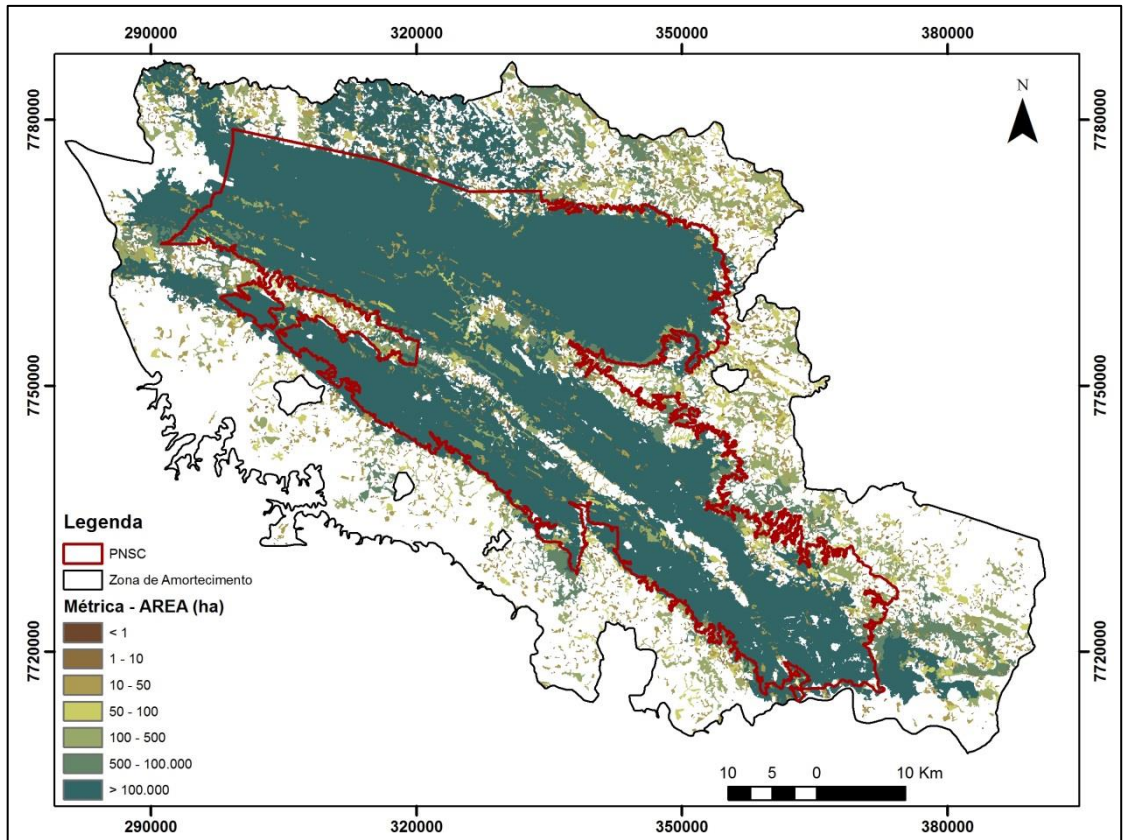 290000 320000 350000 380000
7780000
7780000
N
7750000
7750000
7720000
7720000
Legenda
PNSC
Zona de Amortecimento
Métrica - AREA (ha)
< 1
1 - 10
10 - 50
50 - 100
100 - 500
500 - 100.000
> 100.000
10 5 0 10 Km
290000 320000 350000 380000